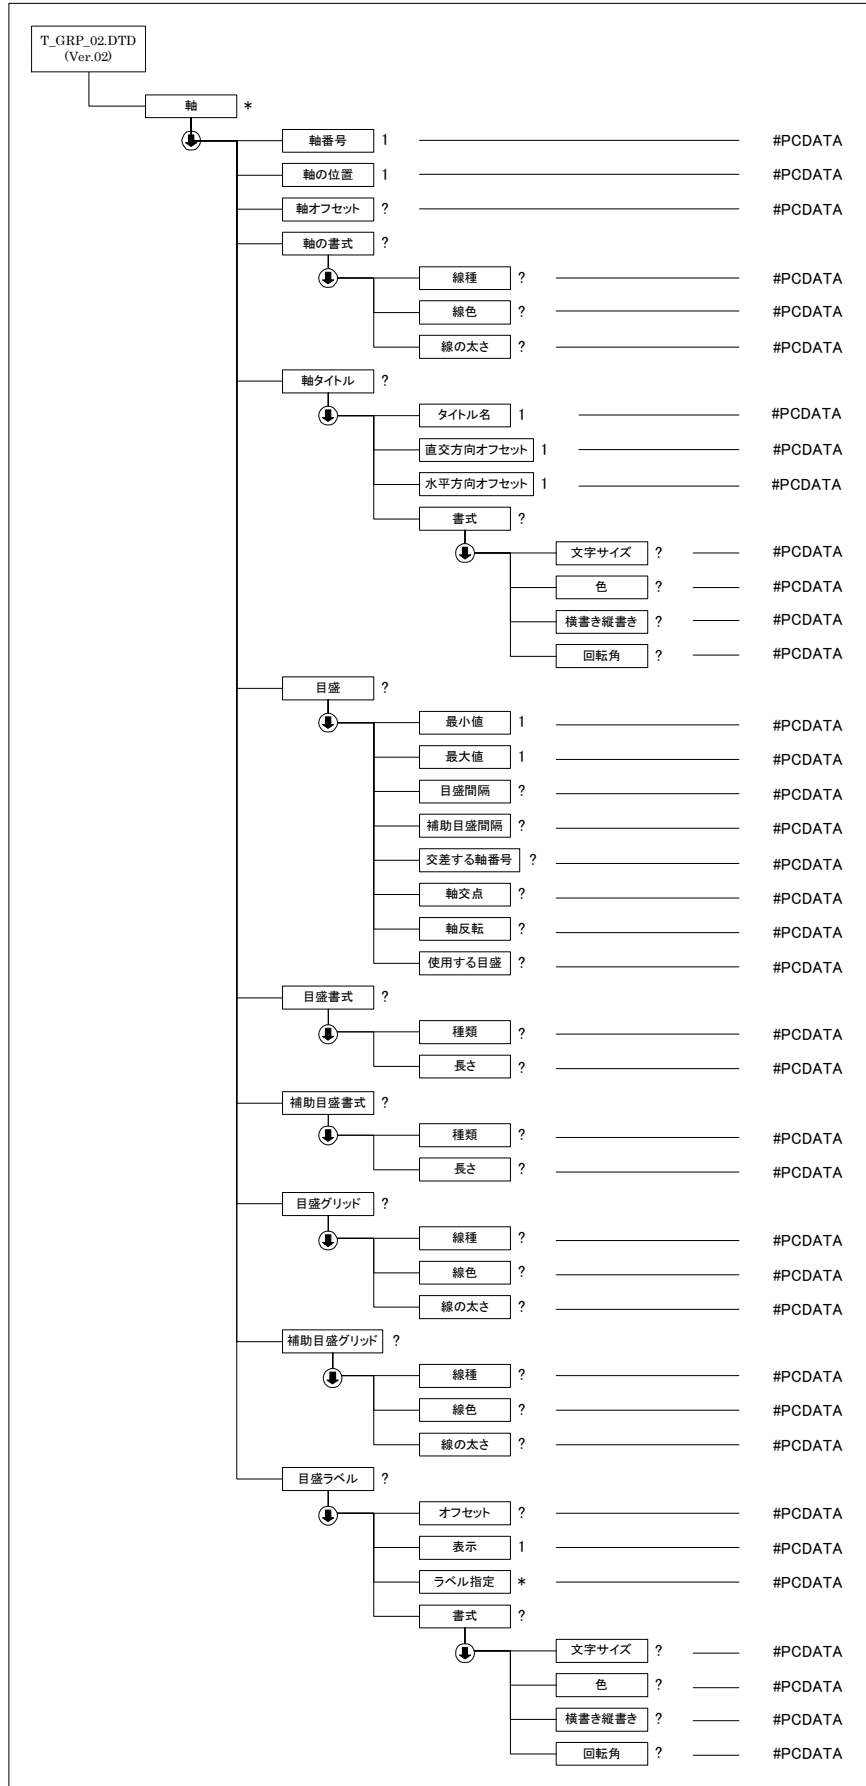 T_GRP_02.DTD
(Ver.02)
軸 *
軸番号 1 #PCDATA
軸の位置 1 #PCDATA
軸オフセット ? #PCDATA
軸の書式 ?
線種 ? #PCDATA
線色 ? #PCDATA
線の太さ ? #PCDATA
軸タイトル ?
タイトル名 1 #PCDATA
直交方向オフセット 1 #PCDATA
水平方向オフセット 1 #PCDATA
書式 ?
文字サイズ ? #PCDATA
色 ? #PCDATA
横書き縦書き ? #PCDATA
回転角 ? #PCDATA
目盛 ?
最小値 1 #PCDATA
最大値 1 #PCDATA
目盛間隔 ? #PCDATA
補助目盛間隔 ? #PCDATA
交差する軸番号 ? #PCDATA
軸交点 ? #PCDATA
軸反転 ? #PCDATA
使用する目盛 ? #PCDATA
目盛書式 ?
種類 ? #PCDATA
長さ ? #PCDATA
補助目盛書式 ?
種類 ? #PCDATA
長さ ? #PCDATA
目盛グリッド ?
線種 ? #PCDATA
線色 ? #PCDATA
線の太さ ? #PCDATA
補助目盛グリッド ?
線種 ? #PCDATA
線色 ? #PCDATA
線の太さ ? #PCDATA
目盛ラベル ?
オフセット ? #PCDATA
表示 1 #PCDATA
ラベル指定 * #PCDATA
書式 ?
文字サイズ ? #PCDATA
色 ? #PCDATA
横書き縦書き ? #PCDATA
回転角 ? #PCDATA